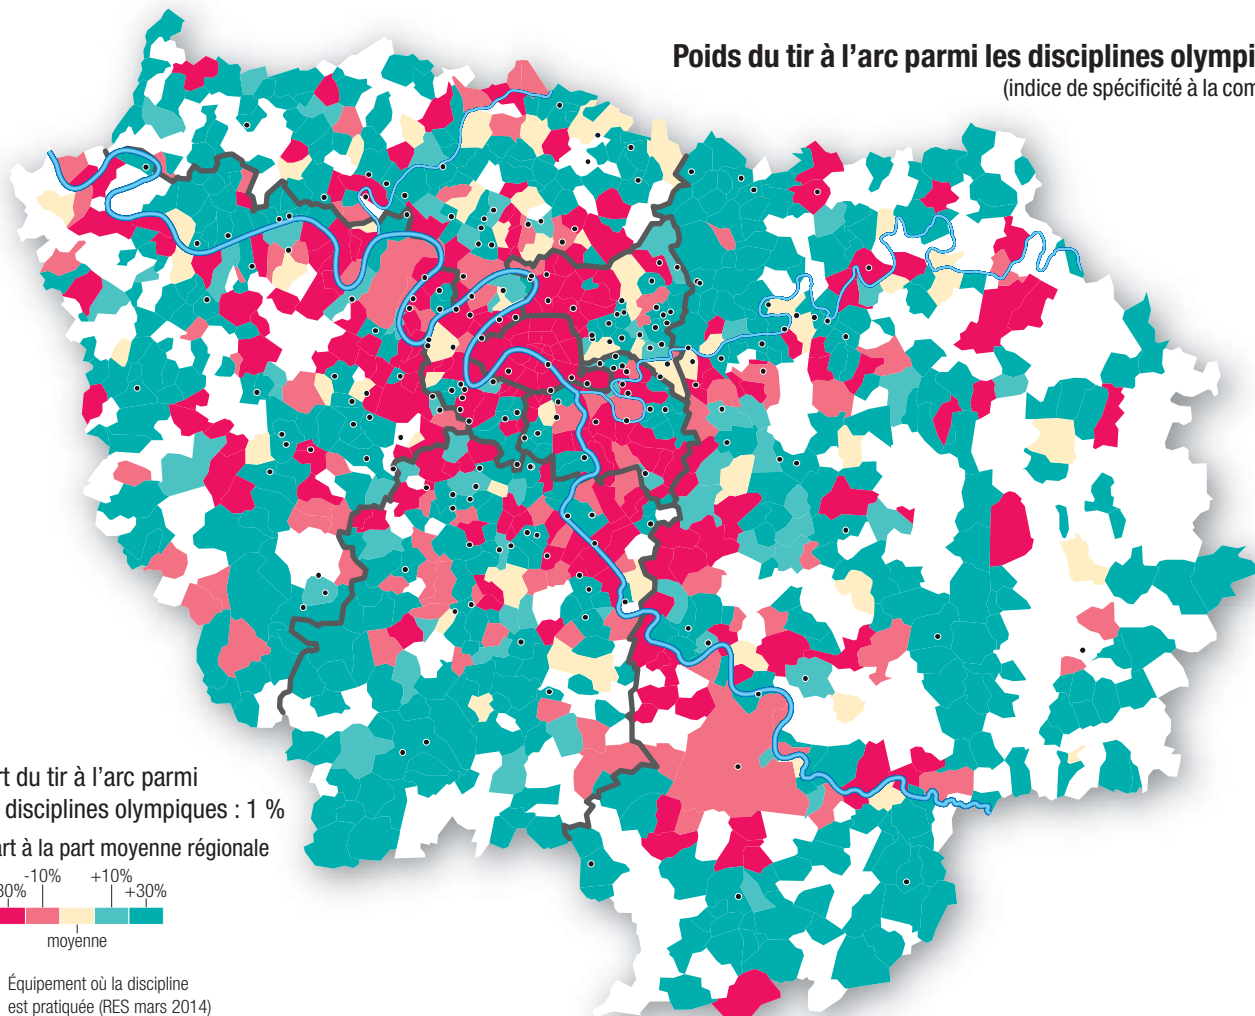 Poids du tir à l'arc parmi les disciplines olympi
(indice de spécificité à la com
rt du tir à l'arc parmi
disciplines olympiques : 1 %
art à la part moyenne régionale
-10% +10%
30% +30%
moyenne
Équipement où la discipline
est pratiquée (RES mars 2014)